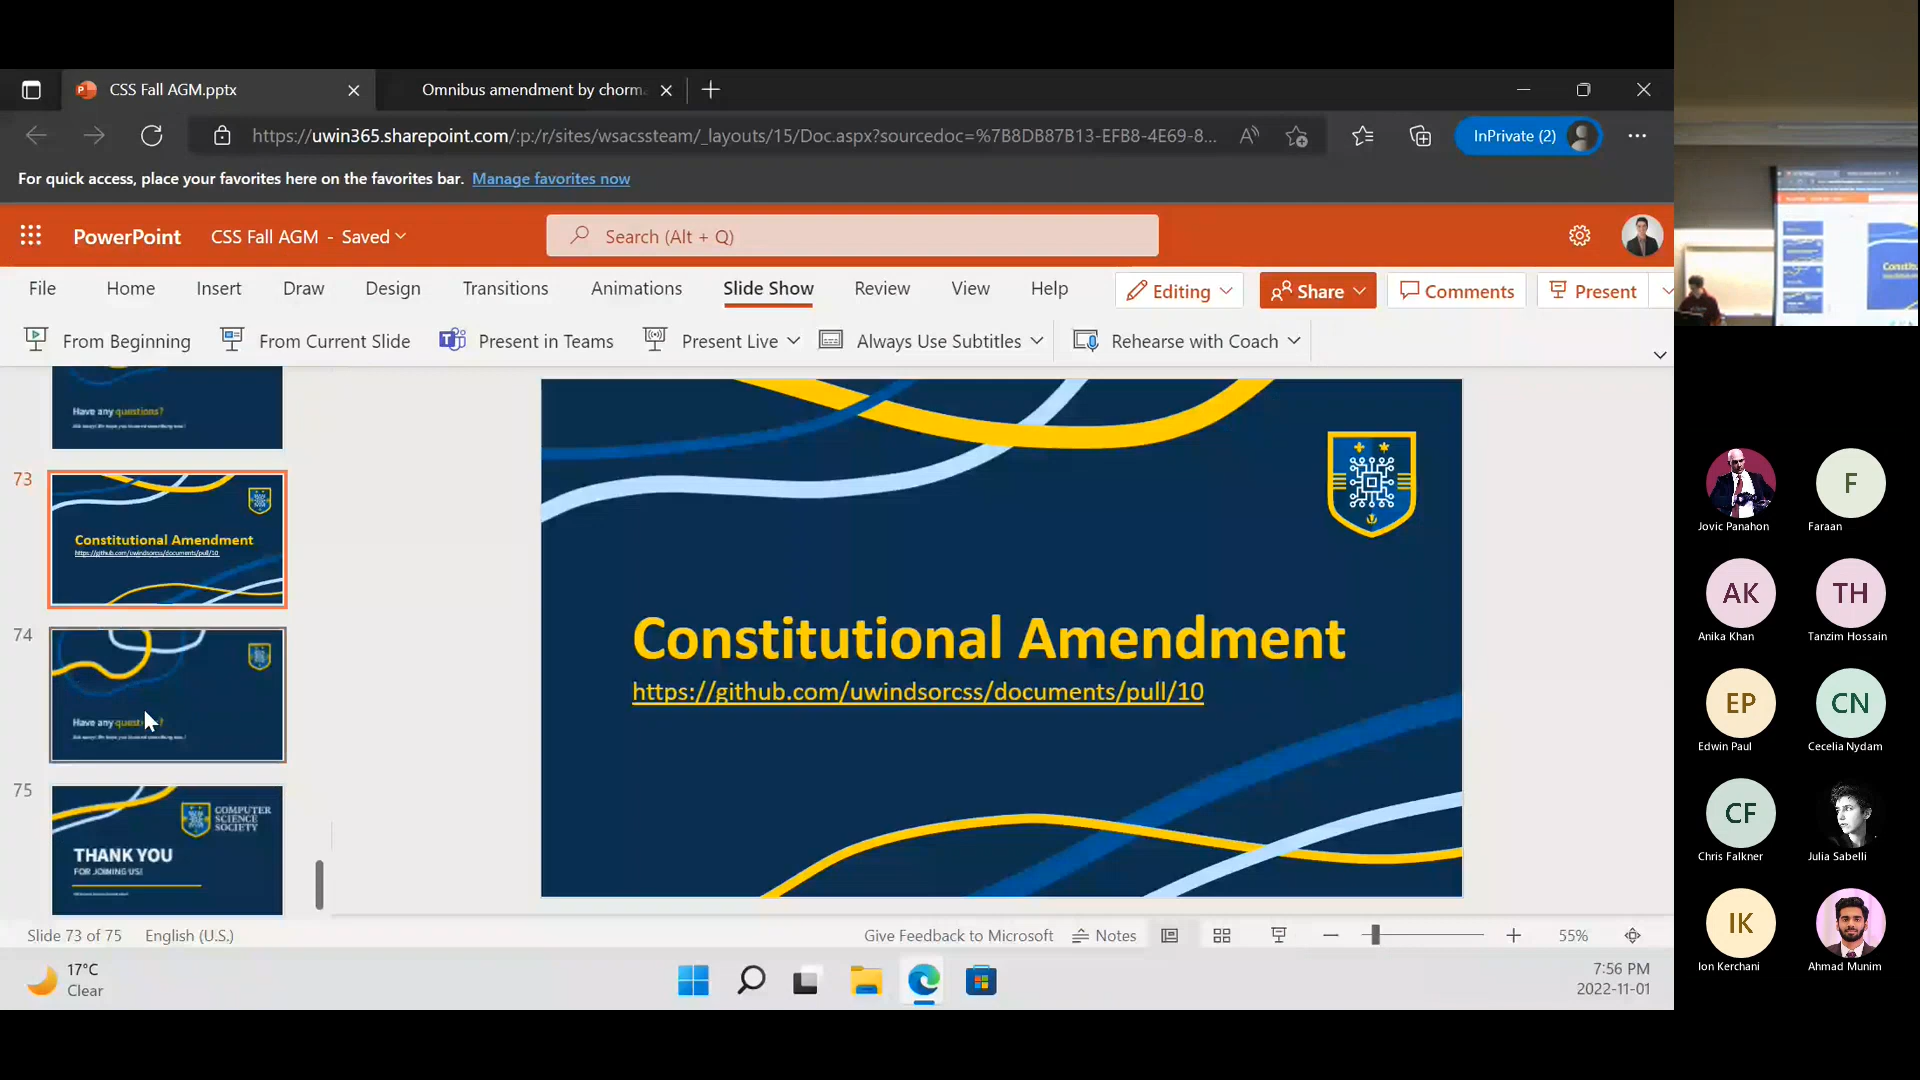 CSS Fall AGM.pptx
Omnibus amendment by chorm
https://uwin365.sharepoint.com/:p:/r/sites/wsacssteam/_layouts/15/Doc.aspx?sourcedoc=%7B8DB87B13-EFB8-4E69-8...
InPrivate (2)
For quick access, place your favorites here on the favorites bar. Manage favorites now
PowerPoint CSS Fall AGM - Saved
Search (Alt + Q)
File Home Insert Draw Design Transitions Animations Slide Show Review View Help
Editing Share Comments Present
From Beginning From Current Slide Present in Teams Present Live Always Use Subtitles Rehearse with Coach
Have any questions?
73
Constitutional Amendment
https://github.com/uwindsorcss/documents/pull/10
74
Have any
75
COMPUTER
SCIENCE
SOCIETY
THANK YOU
FOR JOINING US!
Constitutional Amendment
https://github.com/uwindsorcss/documents/pull/10
Slide 73 of 75 English (U.S.)
Give Feedback to Microsoft Notes 55%
17°C
Clear
7:56 PM
2022-11-01
Jovic Panahon
F
Faraan
AK
Anika Khan
TH
Tanzim Hossain
EP
Edwin Paul
CN
Cecelia Nydam
CF
Chris Falkner
Julia Sabelli
IK
Ion Kerchani
Ahmad Munim